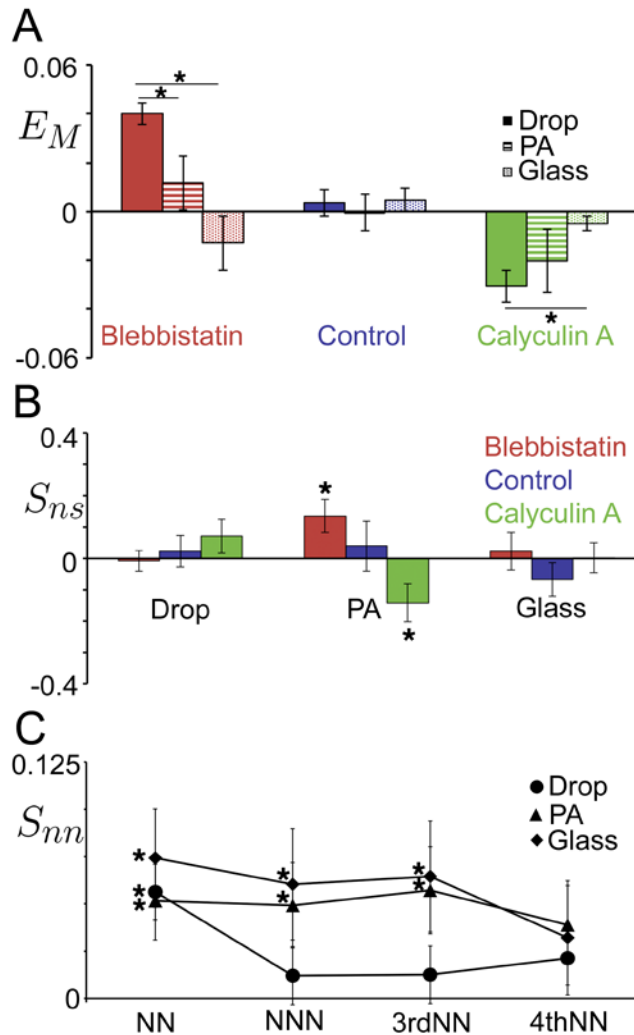 A
0.06
E_M
0
-0.06
* *
Drop
PA
Glass
*
Blebbistatin Control Calyculin A
B
0.4
S_ns
0
-0.4
Blebbistatin
Control
Calyculin A
*
Drop PA Glass
*
C
0.125
S_nn
0
Drop
PA
Glass
* * *
* * *
*
NN NNN 3rdNN 4thNN